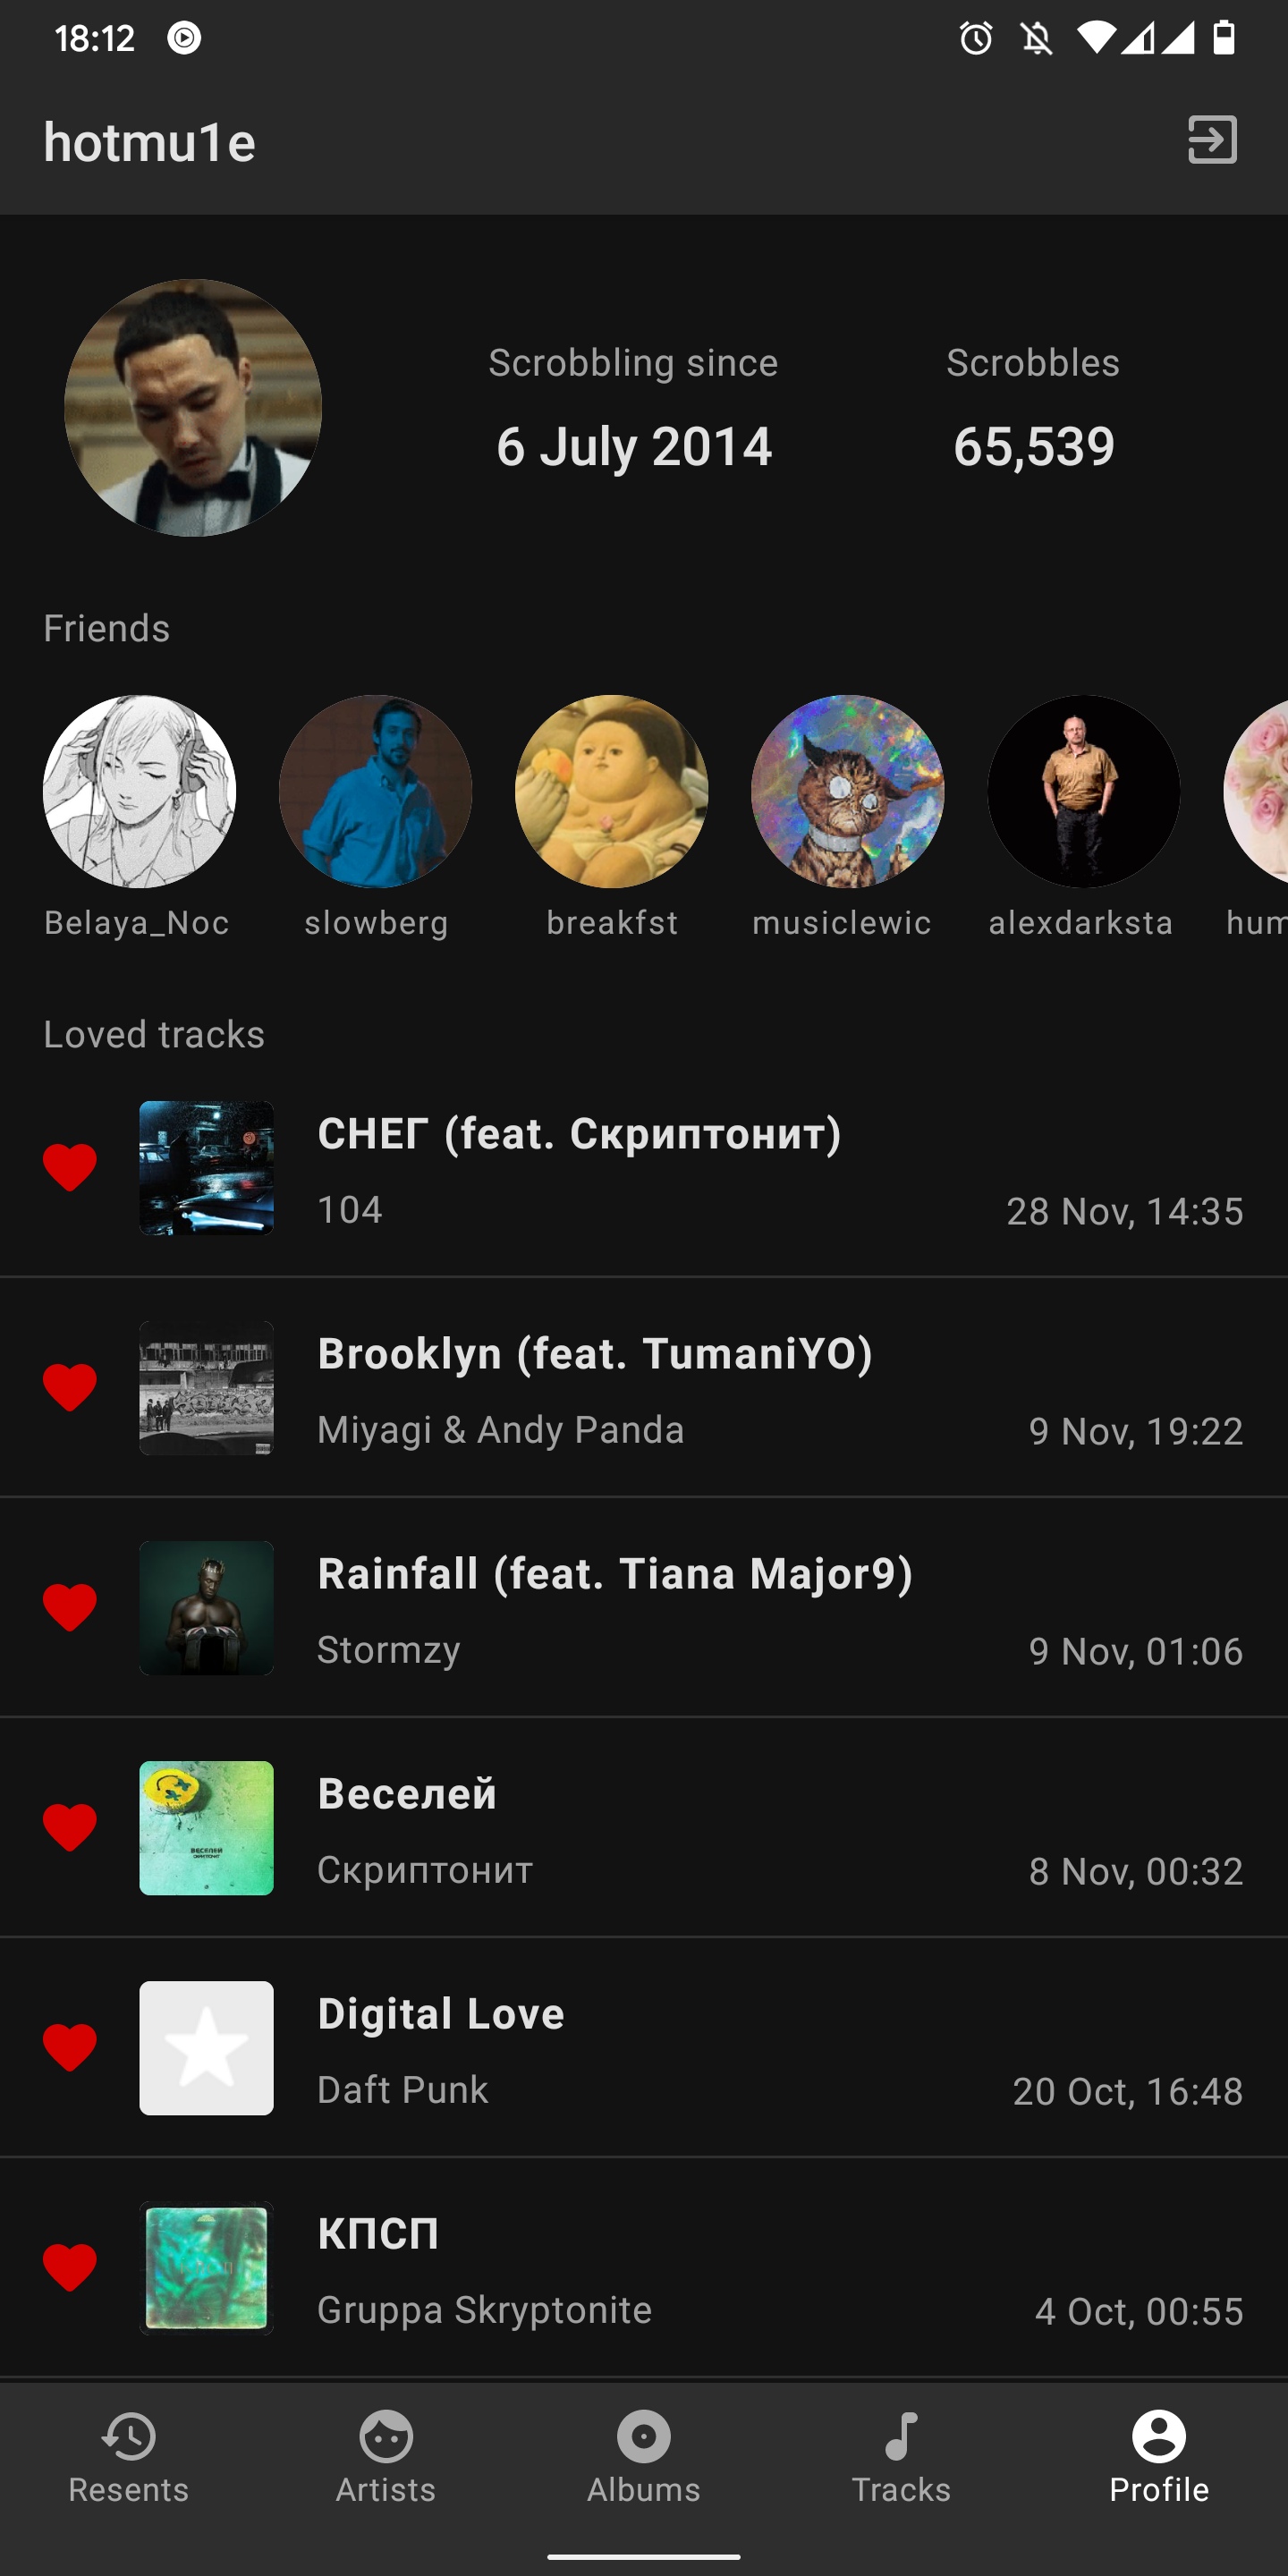 18:12
hotmu1e
Scrobbling since
Scrobbles
6 July 2014
65,539
Friends
Belaya_Noc
slowberg
breakfst
musiclewic
alexdarksta
hum
Loved tracks
СНЕГ (feat. Скриптонит)
104
28 Nov, 14:35
Brooklyn (feat. TumaniYO)
Miyagi & Andy Panda
9 Nov, 19:22
Rainfall (feat. Tiana Major9)
Stormzy
9 Nov, 01:06
Веселей
Скриптонит
8 Nov, 00:32
ВЕСЕЛЕЙ
СКРИПТОНИТ
Digital Love
Daft Punk
20 Oct, 16:48
КПСП
Gruppa Skryptonite
4 Oct, 00:55
Resents
Artists
Albums
Tracks
Profile